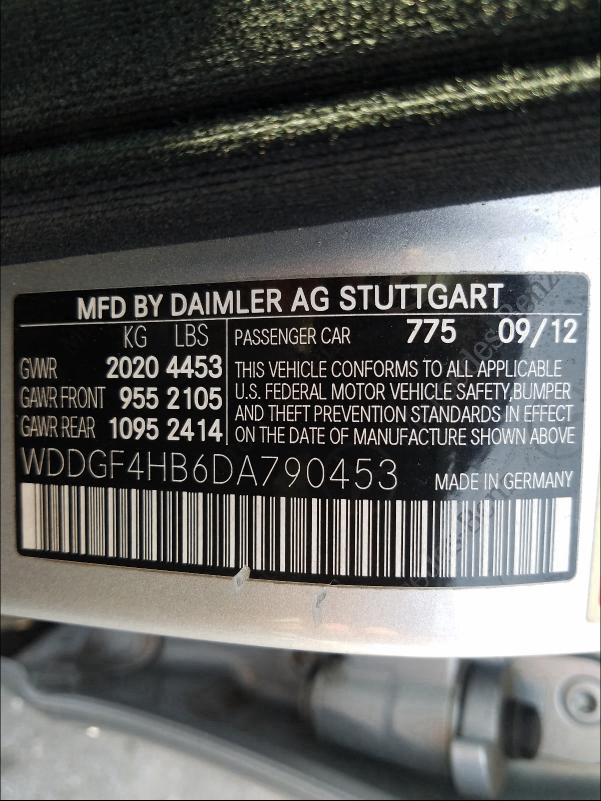 MFD BY DAIMLER AG STUTTGART
KG LBS
GVWR 2020 4453
GAWR FRONT 955 2105
GAWR REAR 1095 2414
PASSENGER CAR 775 09/12
THIS VEHICLE CONFORMS TO ALL APPLICABLE
U.S. FEDERAL MOTOR VEHICLE SAFETY,BUMPER
AND THEFT PREVENTION STANDARDS IN EFFECT
ON THE DATE OF MANUFACTURE SHOWN ABOVE
WDDGF4HB6DA790453 MADE IN GERMANY